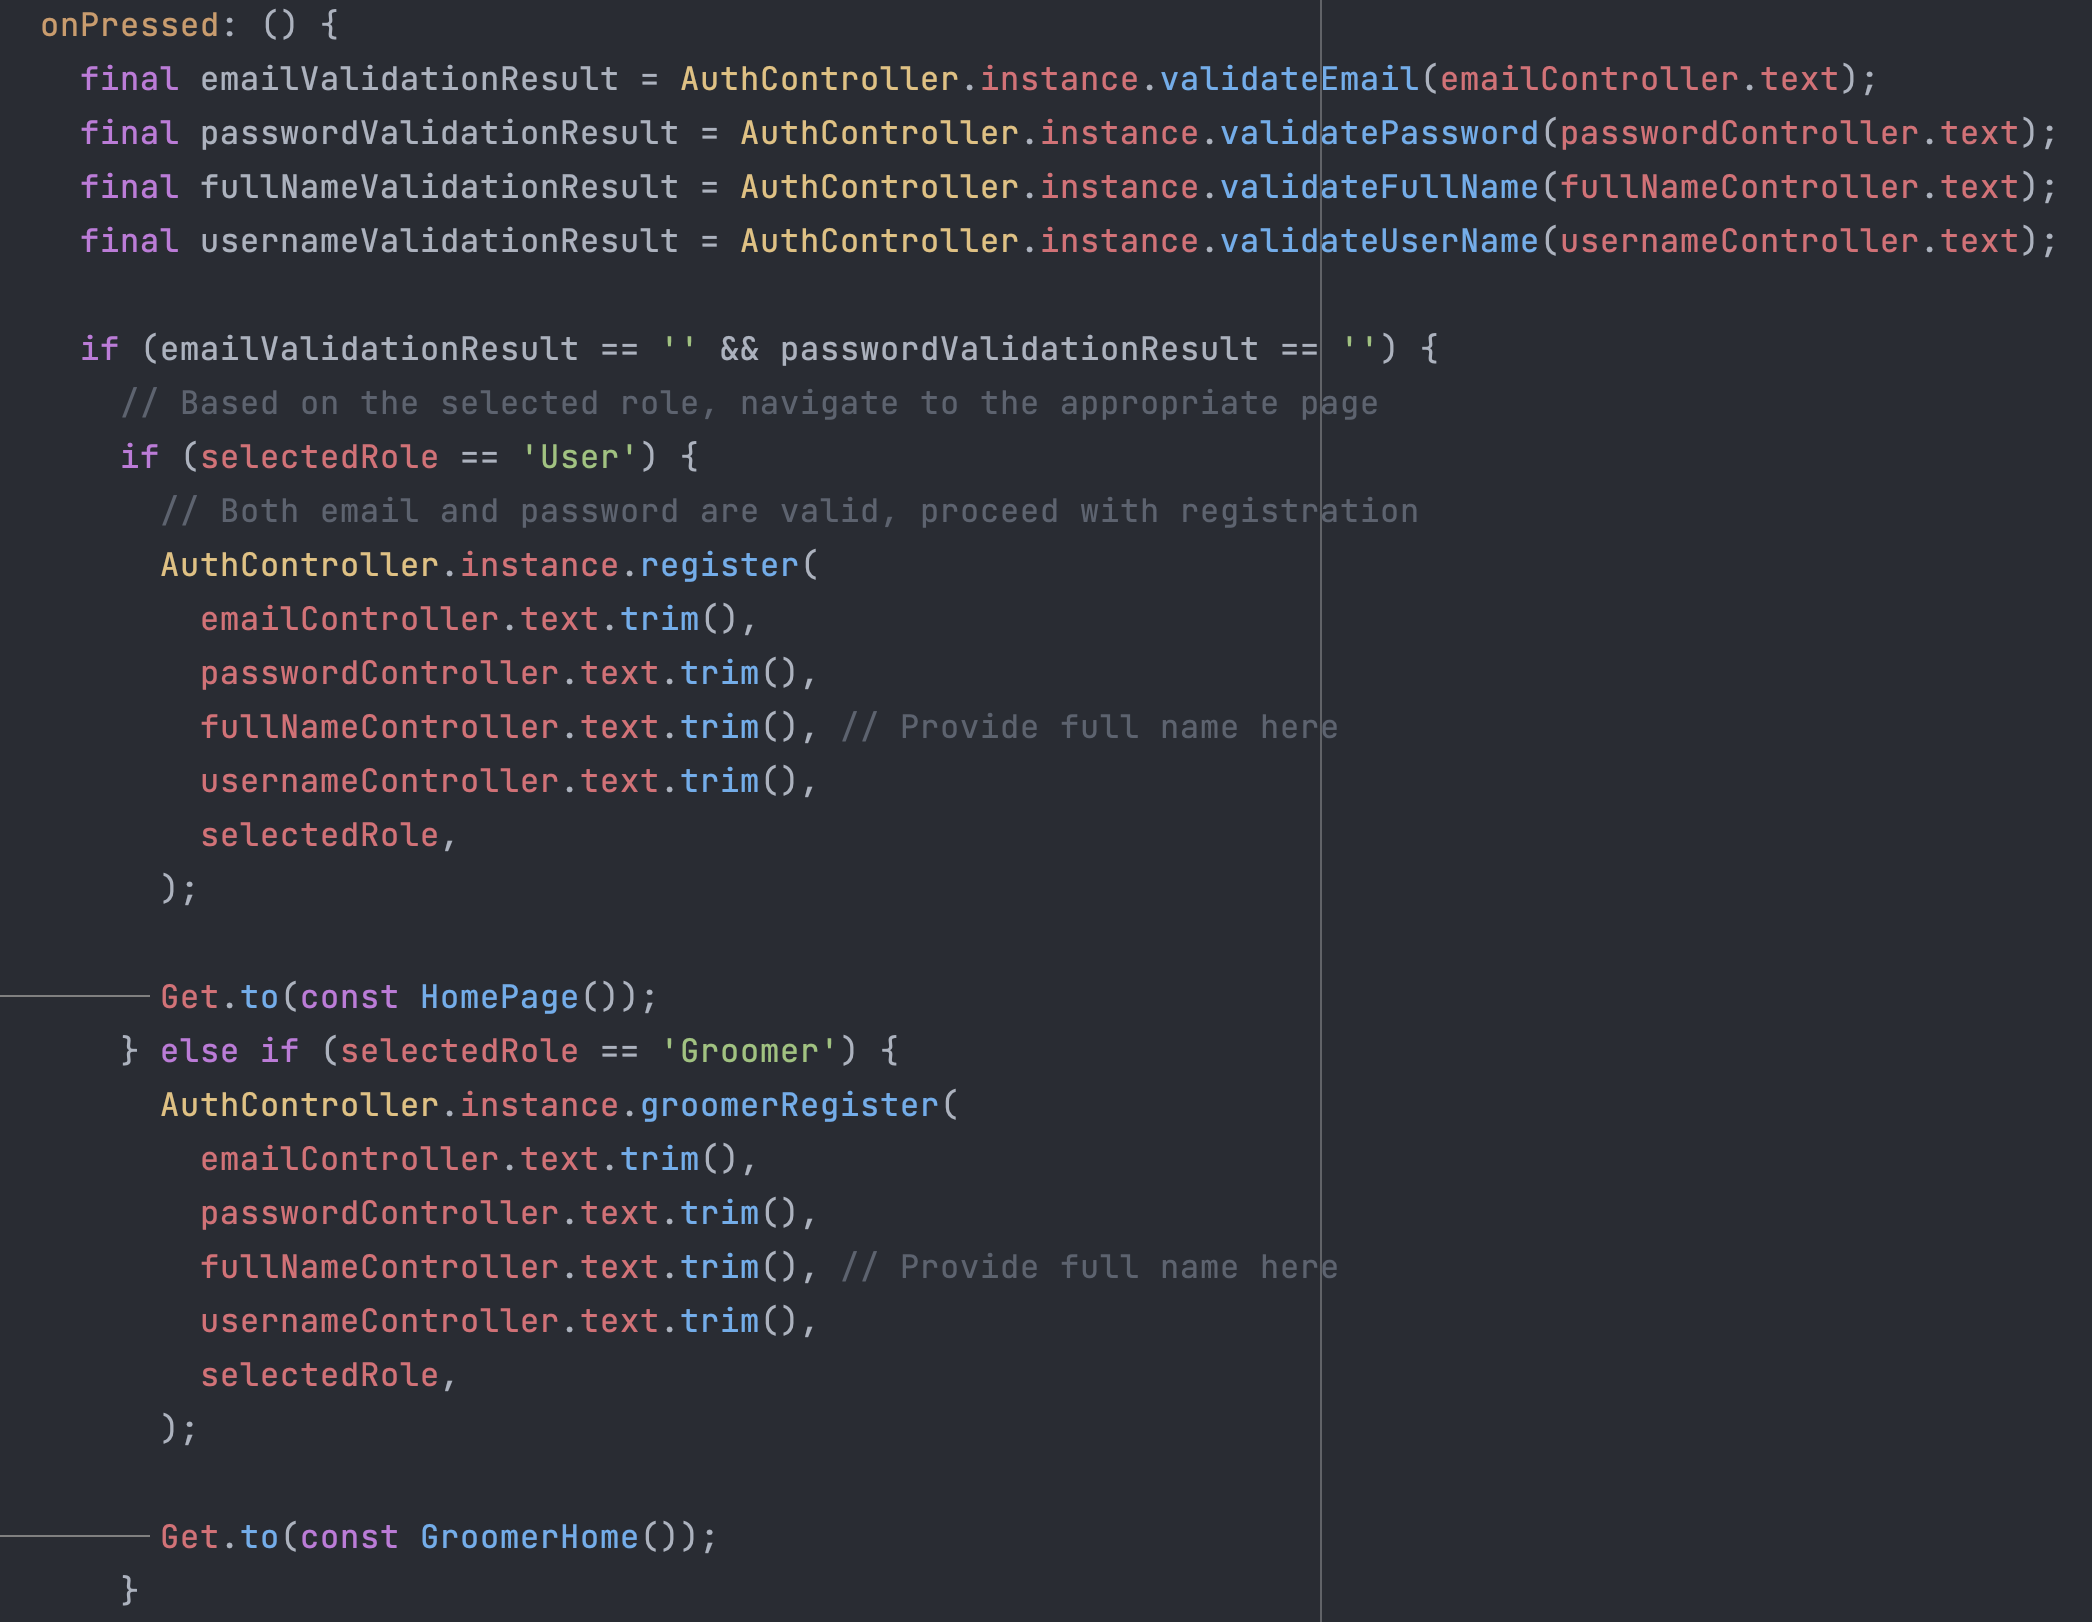 onPressed: () {
  final emailValidationResult = AuthController.instance.validateEmail(emailController.text);
  final passwordValidationResult = AuthController.instance.validatePassword(passwordController.text);
  final fullNameValidationResult = AuthController.instance.validateFullName(fullNameController.text);
  final usernameValidationResult = AuthController.instance.validateUserName(usernameController.text);

  if (emailValidationResult == '' && passwordValidationResult == '') {
    // Based on the selected role, navigate to the appropriate page
    if (selectedRole == 'User') {
      // Both email and password are valid, proceed with registration
      AuthController.instance.register(
        emailController.text.trim(),
        passwordController.text.trim(),
        fullNameController.text.trim(), // Provide full name here
        usernameController.text.trim(),
        selectedRole,
      );

      Get.to(const HomePage());
    } else if (selectedRole == 'Groomer') {
      AuthController.instance.groomerRegister(
        emailController.text.trim(),
        passwordController.text.trim(),
        fullNameController.text.trim(), // Provide full name here
        usernameController.text.trim(),
        selectedRole,
      );

      Get.to(const GroomerHome());
    }